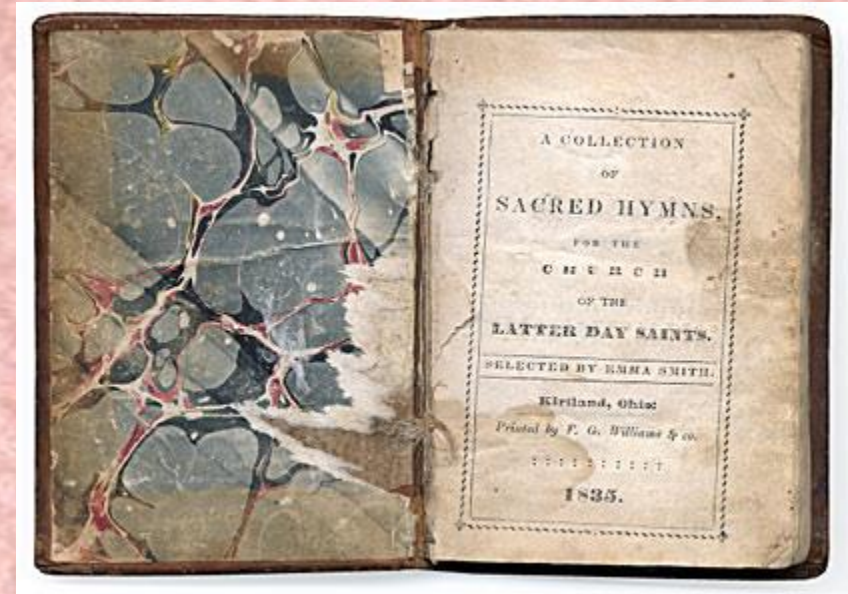 A COLLECTION
OF
SACRED HYMNS,
FOR THE
CHURCH
OF THE
LATTER DAY SAINTS.
SELECTED BY EMMA SMITH.
Kirtland, Ohio:
Printed by F. G. Williams & co.
::::::::::
1835.